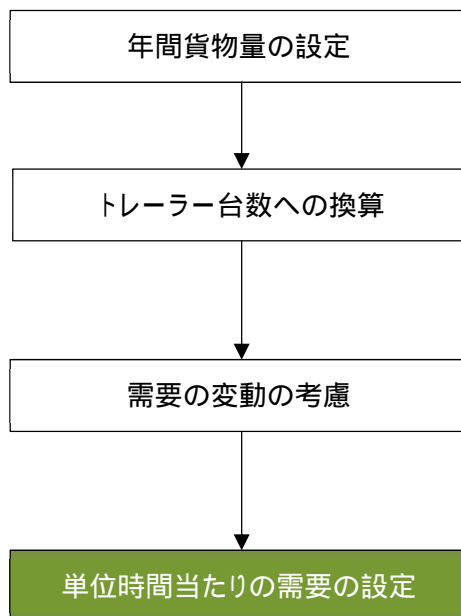 年間貨物量の設定
トレーラー台数への換算
需要の変動の考慮
単位時間当たりの需要の設定